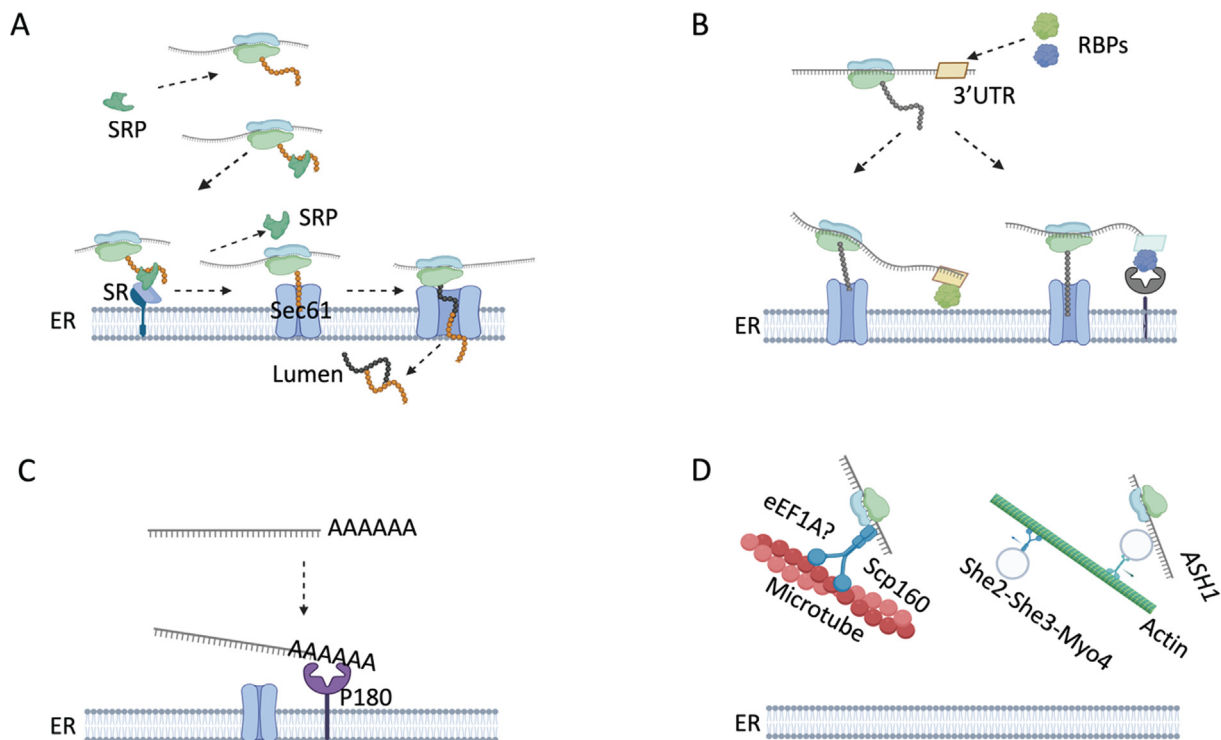 A
SRP
SRP
SR
Sec61
ER
Lumen
B
RBPs
3'UTR
ER
C
AAAAAA
AAAAAA
P180
ER
D
eEF1A?
Scp160
Microtube
She2-She3-Myo4
ASH1
Actin
ER